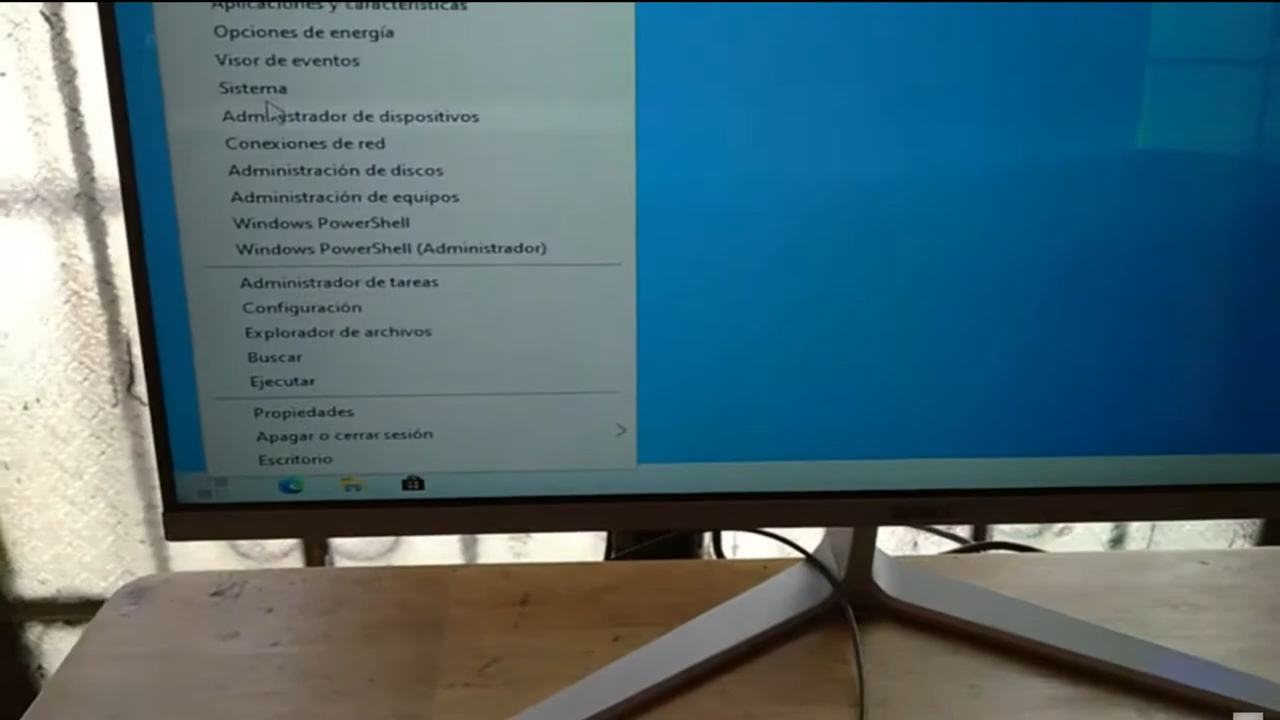 Aplicaciones y características
Opciones de energía
Visor de eventos
Sistema
Administrador de dispositivos
Conexiones de red
Administración de discos
Administración de equipos
Windows PowerShell
Windows PowerShell (Administrador)
Administrador de tareas
Configuración
Explorador de archivos
Buscar
Ejecutar
Propiedades
Apagar o cerrar sesión
Escritorio